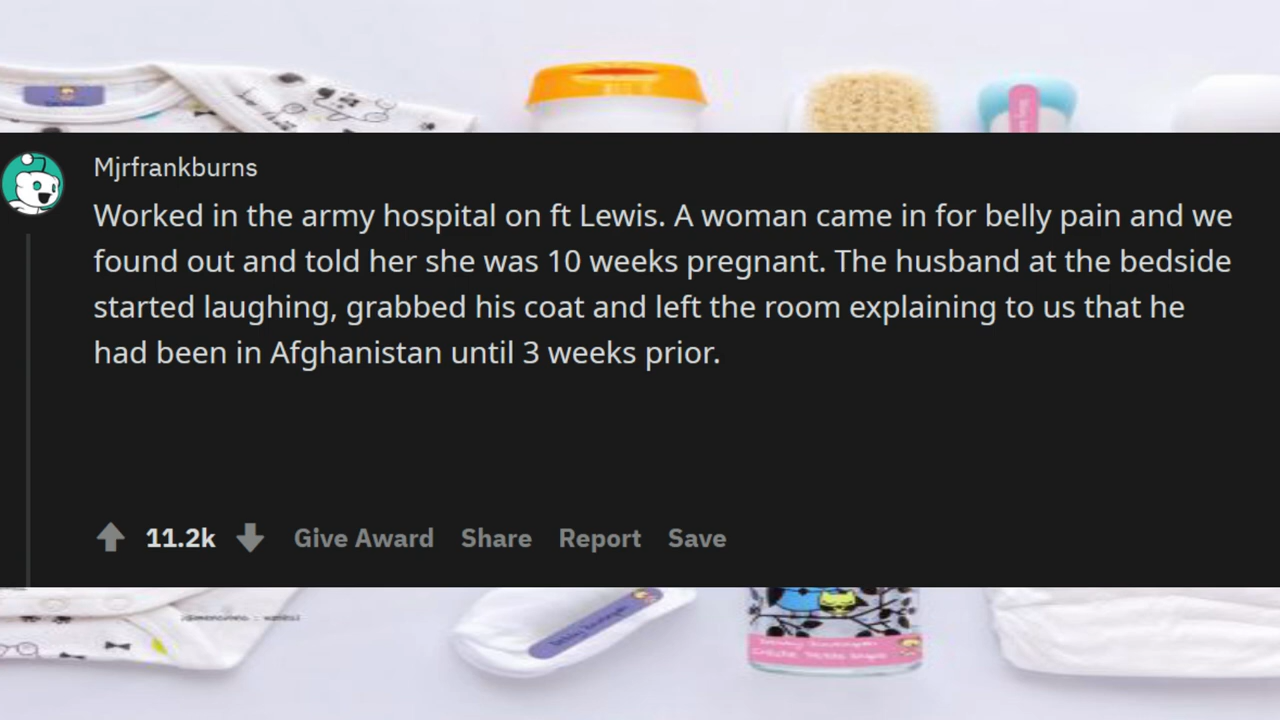 Mjrfrankburns
Worked in the army hospital on ft Lewis. A woman came in for belly pain and we
found out and told her she was 10 weeks pregnant. The husband at the bedside
started laughing, grabbed his coat and left the room explaining to us that he
had been in Afghanistan until 3 weeks prior.
11.2k Give Award Share Report Save